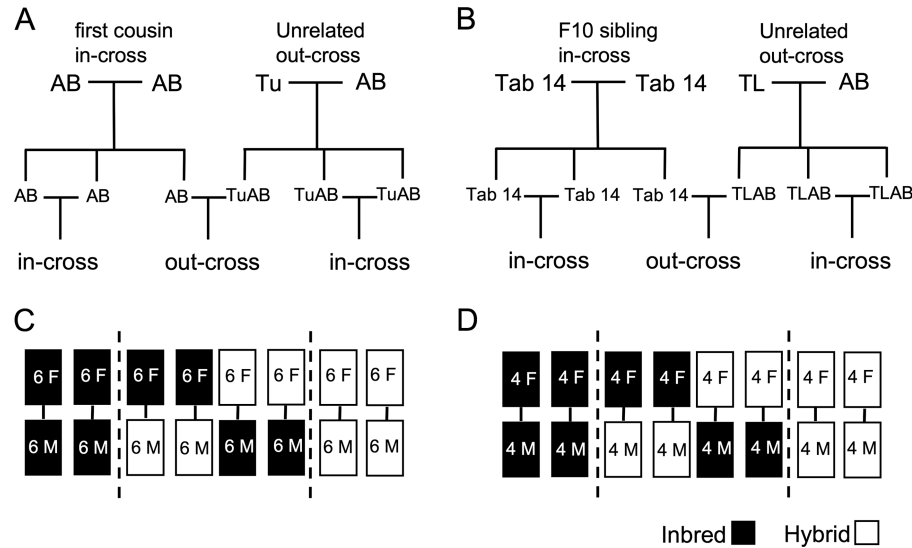 A
first cousin
in-cross
Unrelated
out-cross
AB AB Tu AB
AB AB AB TuAB TuAB TuAB
in-cross out-cross in-cross
B
F10 sibling
in-cross
Unrelated
out-cross
Tab 14 Tab 14 TL AB
Tab 14 Tab 14 Tab 14 TLAB TLAB TLAB
in-cross out-cross in-cross
C
6 F 6 F 6 F 6 F 6 F 6 F 6 F 6 F
6 M 6 M 6 M 6 M 6 M 6 M 6 M 6 M
D
4 F 4 F 4 F 4 F 4 F 4 F 4 F 4 F
4 M 4 M 4 M 4 M 4 M 4 M 4 M 4 M
Inbred Hybrid